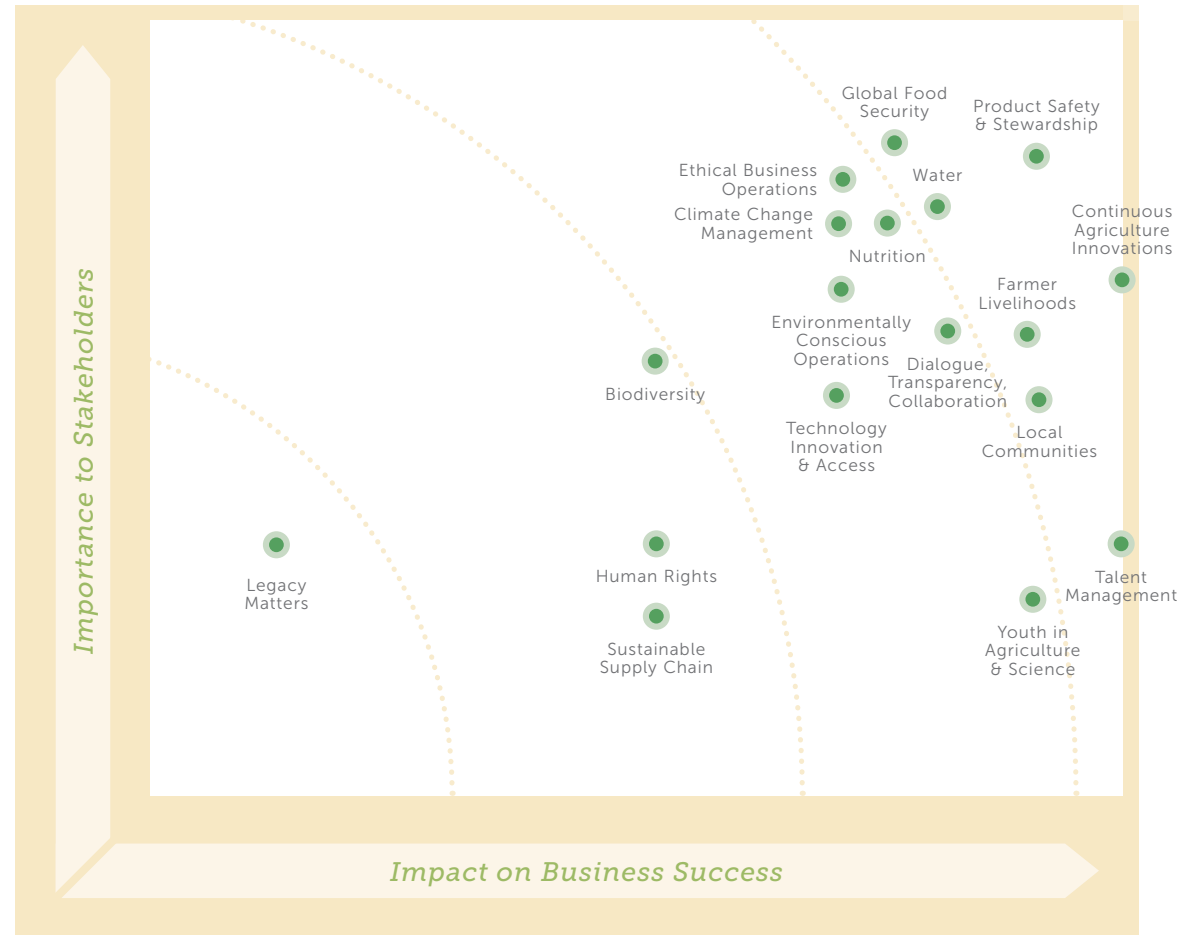 Global Food
Security
Product Safety
& Stewardship
Ethical Business
Operations
Water
Climate Change
Management
Continuous
Agriculture
Innovations
Nutrition
Farmer
Livelihoods
Environmentally
Conscious
Operations
Dialogue,
Transparency,
Collaboration
Biodiversity
Technology
Innovation
& Access
Local
Communities
Legacy
Matters
Human Rights
Talent
Management
Sustainable
Supply Chain
Youth in
Agriculture
& Science
Importance to Stakeholders
Impact on Business Success